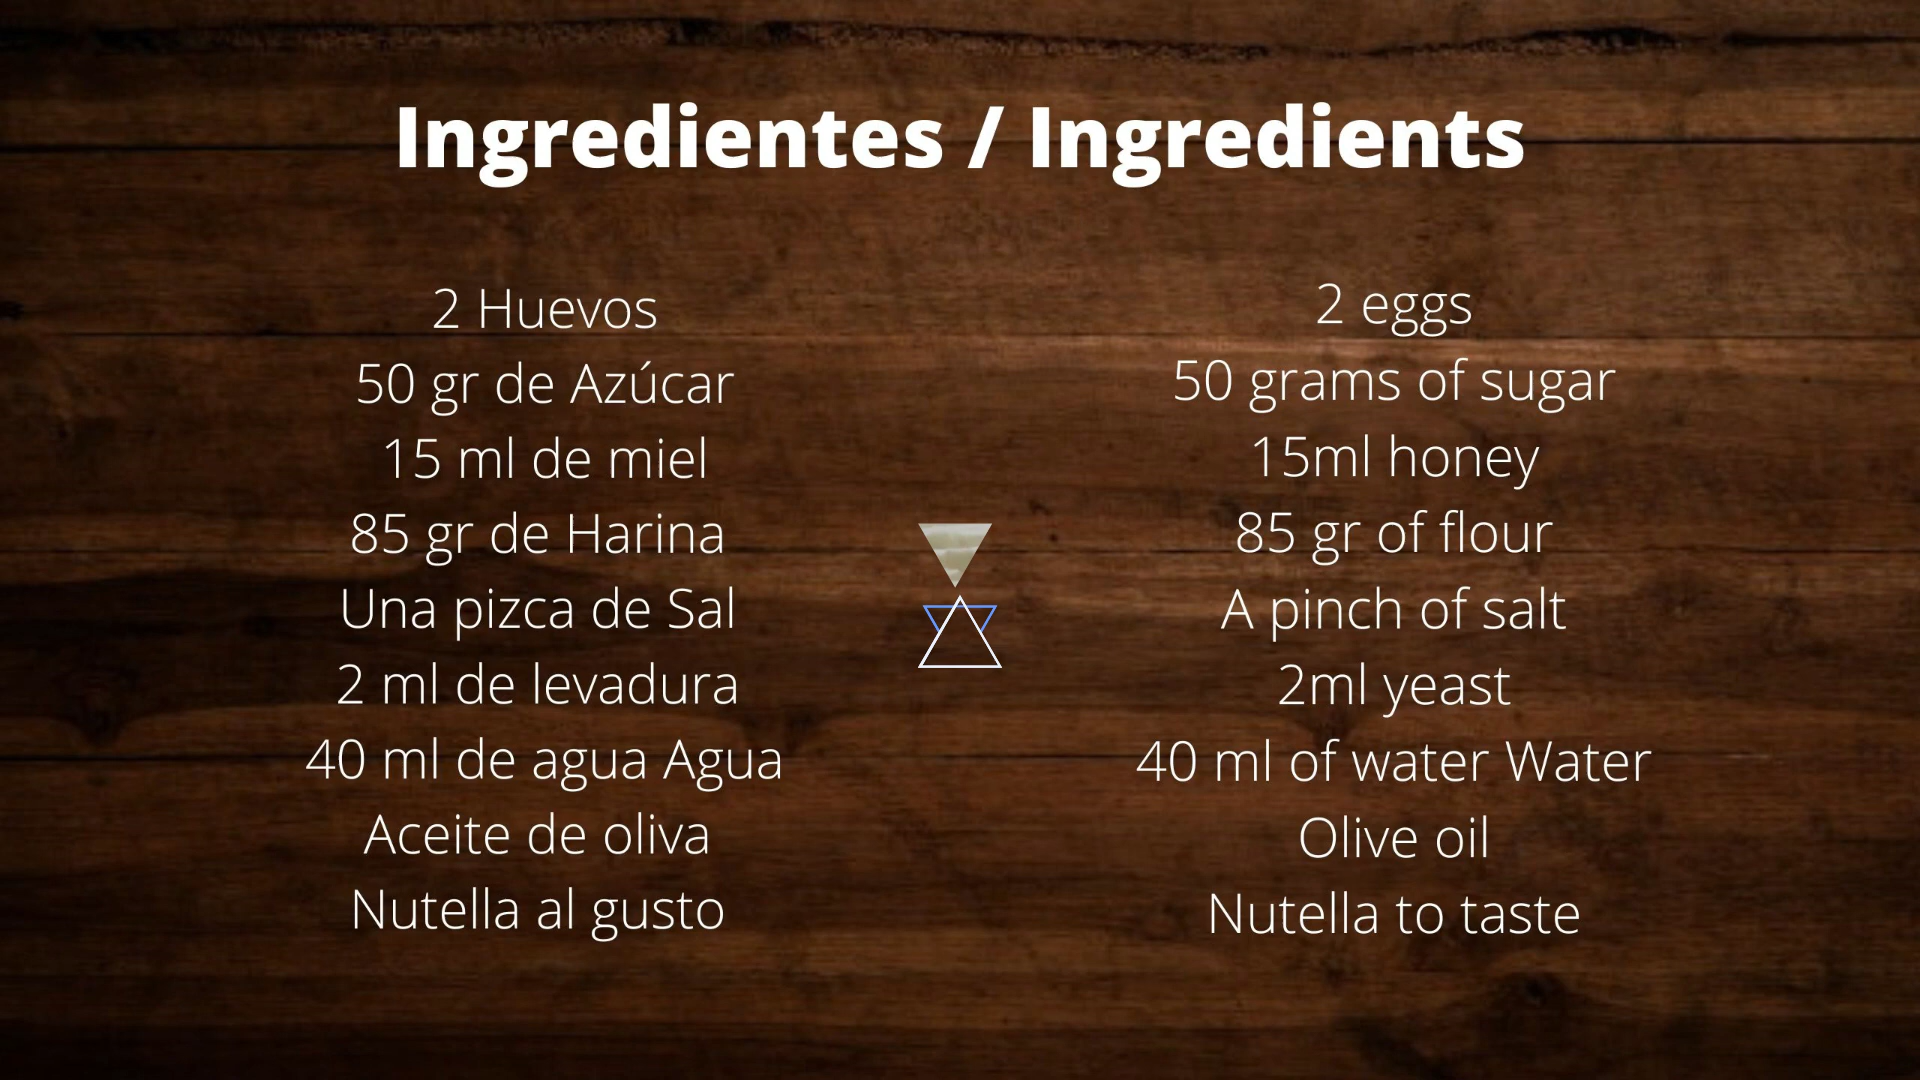 Ingredientes / Ingredients
2 Huevos
50 gr de Azúcar
15 ml de miel
85 gr de Harina
Una pizca de Sal
2 ml de levadura
40 ml de agua Agua
Aceite de oliva
Nutella al gusto
2 eggs
50 grams of sugar
15ml honey
85 gr of flour
A pinch of salt
2ml yeast
40 ml of water Water
Olive oil
Nutella to taste